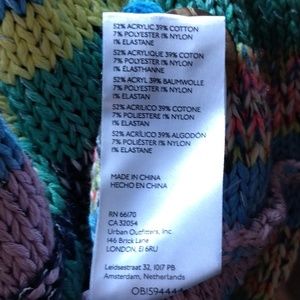 52% ACRYLIC 39% COTTON
7% POLYESTER 1% NYLON
1% ELASTANE
52% ACRYLIQUE 39% COTON
7% POLYESTER 1% NYLON
1% ELASTHANNE
52% ACRYL 39% BAUMWOLLE
7% POLYESTER 1% NYLON
1% ELASTAN
52% ACRILICO 39% COTONE
7% POLIESTERE 1% NYLON
1% ELASTAN
52% ACRÍLICO 39% ALGODÓN
7% POLIÉSTER 1% NYLON
1% ELASTANE
MADE IN CHINA
HECHO EN CHINA
RN 66170
CA 32054
Urban Outfitters, Inc.
146 Brick Lane
LONDON, E1 6RU
Leidsestraat 32, 1017 PB
Amsterdam, Netherlands